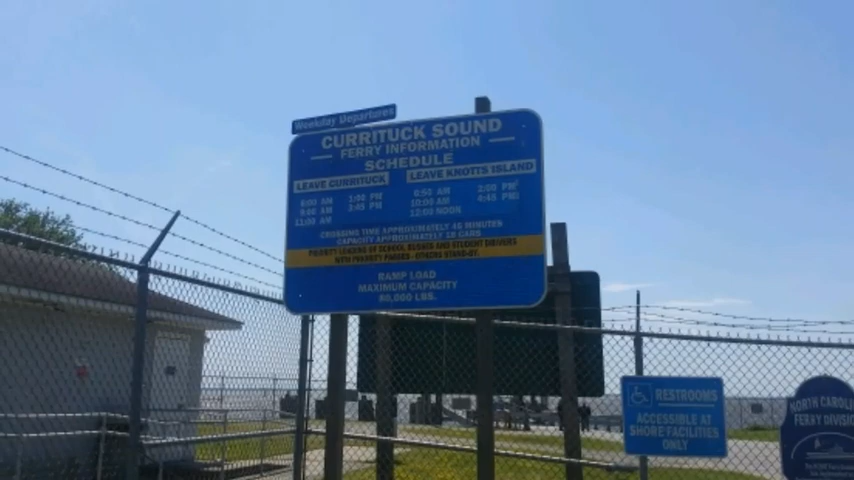 Weekday Departures
CURRITUCK SOUND
FERRY INFORMATION
SCHEDULE
LEAVE CURRITUCK LEAVE KNOTTS ISLAND
6:00 AM 1:00 PM 6:50 AM 2:00 PM
9:00 AM 3:45 PM 10:00 AM 4:45 PM
11:00 AM 12:00 NOON
CROSSING TIME APPROXIMATELY 45 MINUTES
CAPACITY APPROXIMATELY 18 CARS
PRIORITY LOADING OF SCHOOL BUSSES AND STUDENT DRIVERS
WITH PRIORITY PASSES - OTHERS STAND-BY.
RAMP LOAD
MAXIMUM CAPACITY
80,000 LBS.
RESTROOMS
ACCESSIBLE AT
SHORE FACILITIES
ONLY
NORTH CAROLI
FERRY DIVISIO